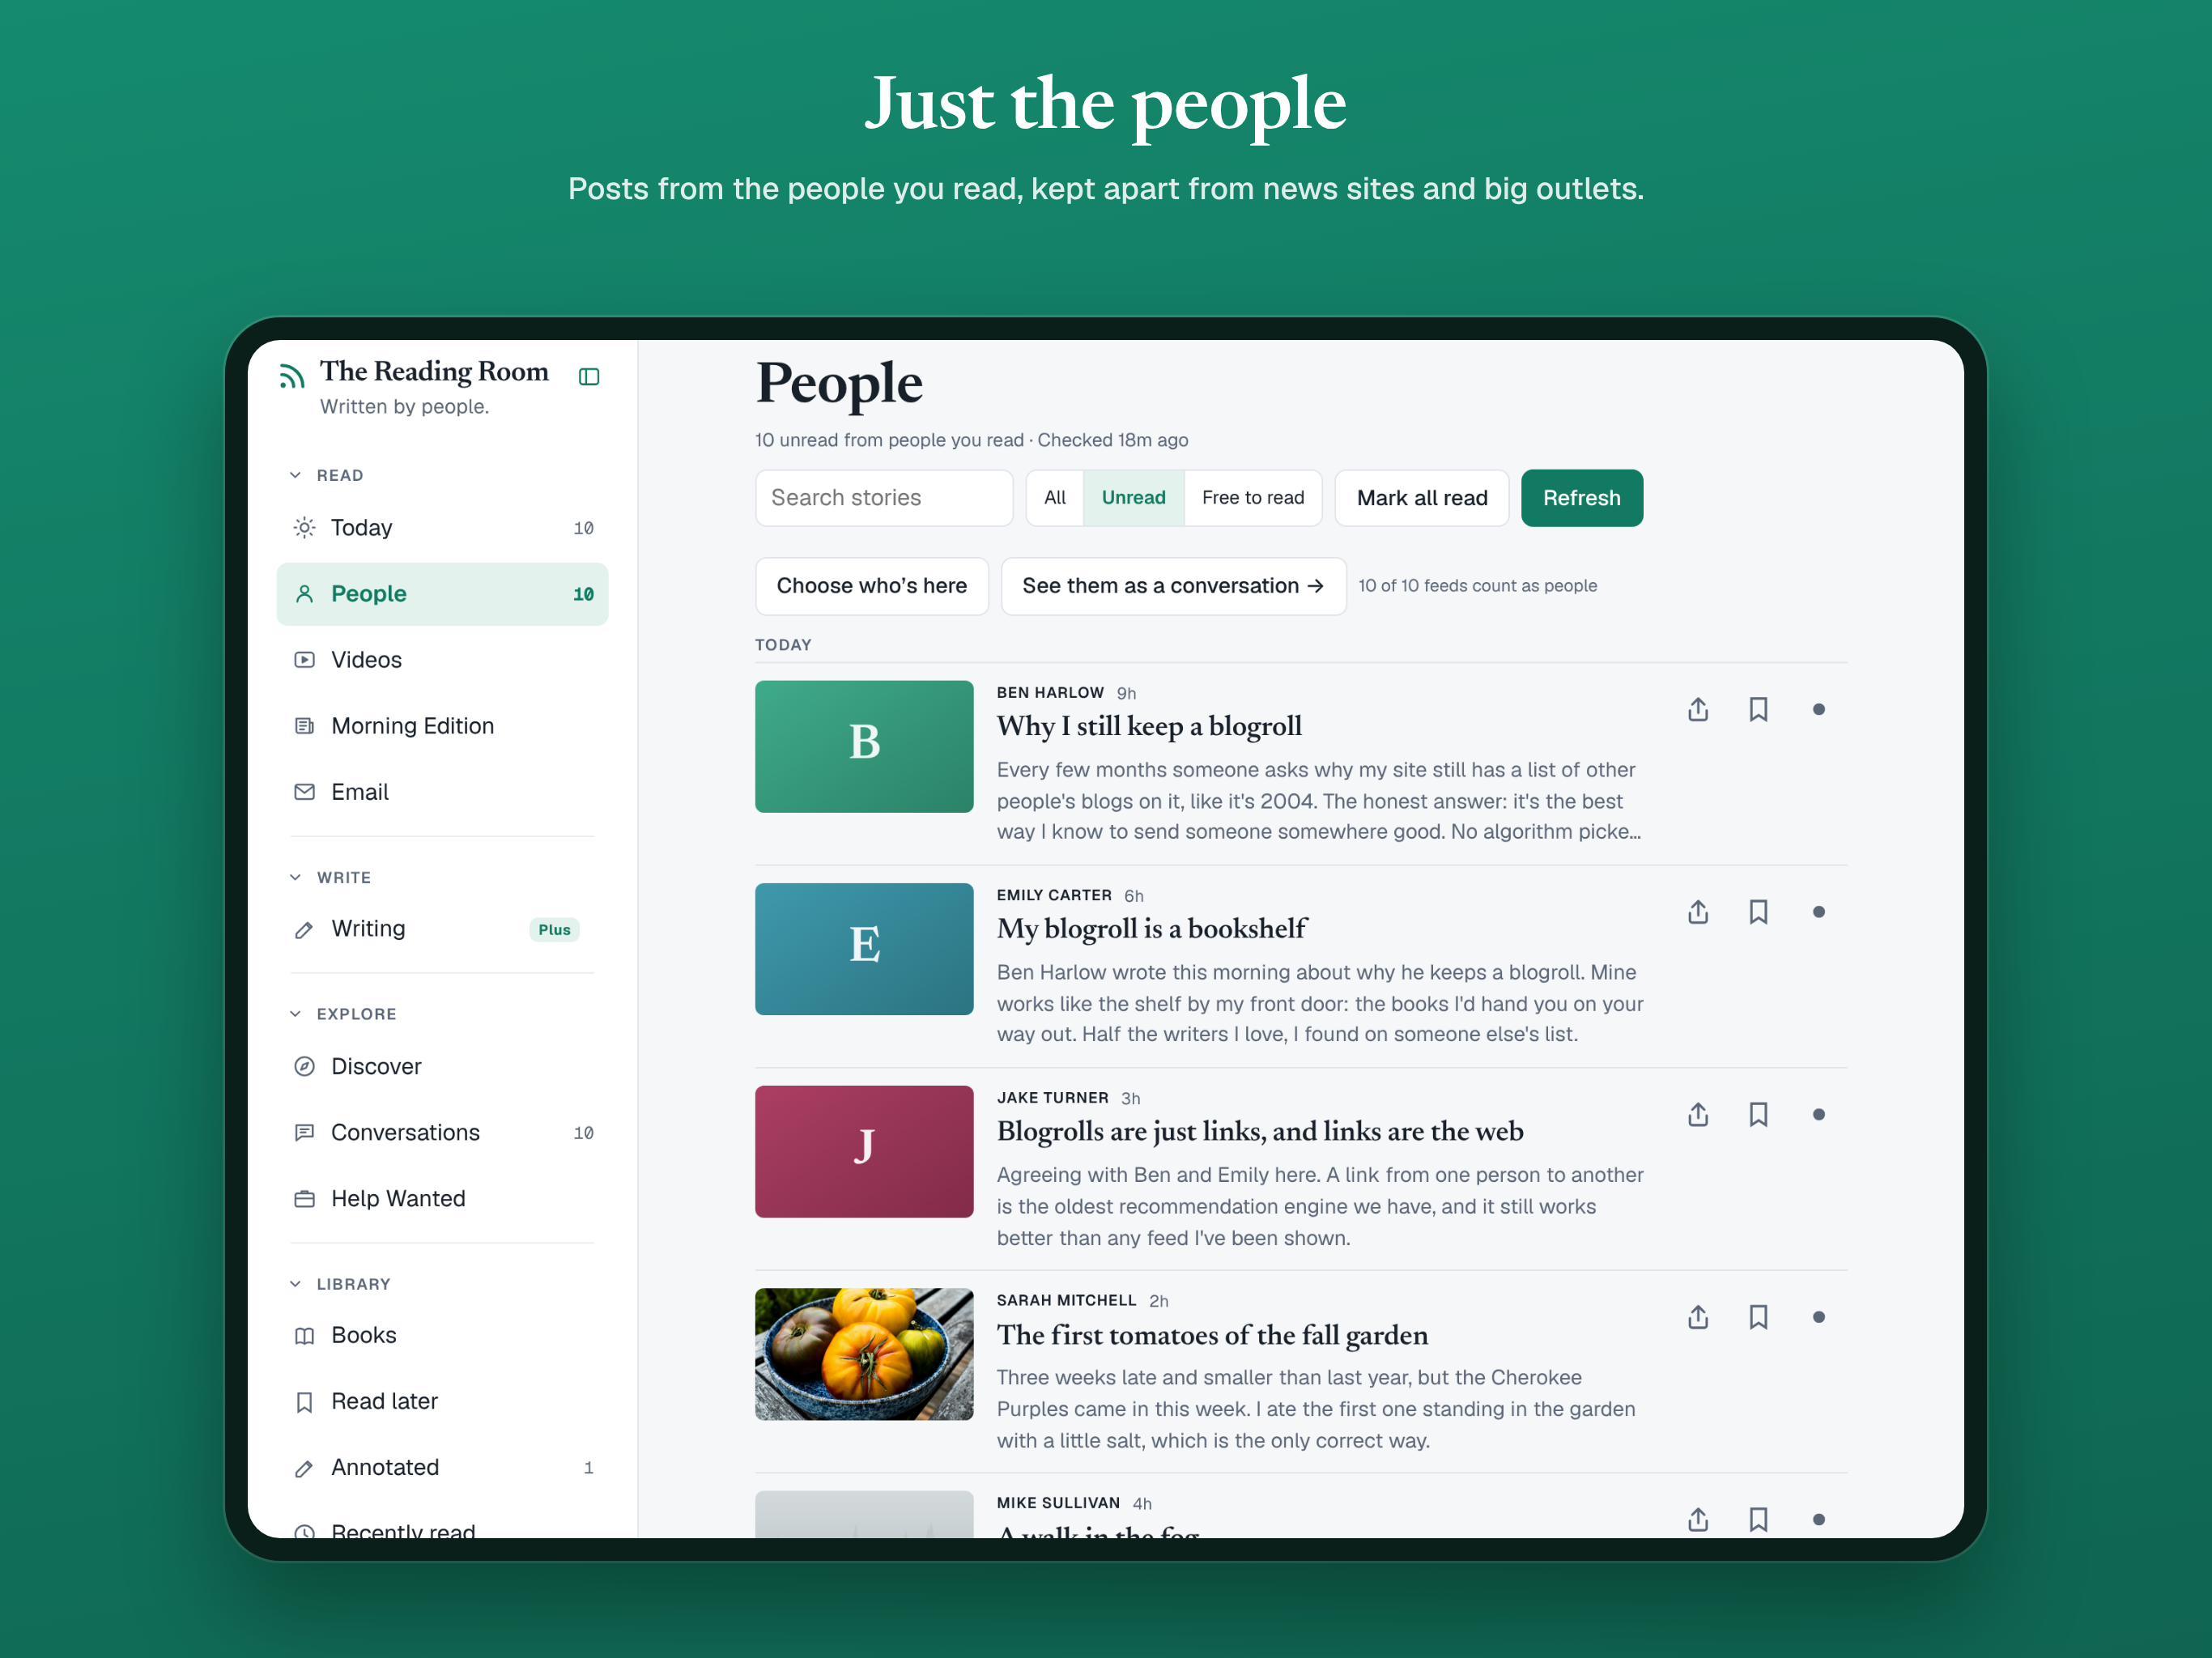 Just the people
Posts from the people you read, kept apart from news sites and big outlets.
The Reading Room
Written by people.
READ
Today 10
People 10
Videos
Morning Edition
Email
WRITE
Writing Plus
EXPLORE
Discover
Conversations 10
Help Wanted
LIBRARY
Books
Read later
Annotated 1
Recently read
People
10 unread from people you read · Checked 18m ago
Search stories All Unread Free to read Mark all read Refresh
Choose who’s here See them as a conversation → 10 of 10 feeds count as people
TODAY
B
BEN HARLOW 9h
Why I still keep a blogroll
Every few months someone asks why my site still has a list of other
people's blogs on it, like it's 2004. The honest answer: it's the best
way I know to send someone somewhere good. No algorithm picke…
E
EMILY CARTER 6h
My blogroll is a bookshelf
Ben Harlow wrote this morning about why he keeps a blogroll. Mine
works like the shelf by my front door: the books I'd hand you on your
way out. Half the writers I love, I found on someone else's list.
J
JAKE TURNER 3h
Blogrolls are just links, and links are the web
Agreeing with Ben and Emily here. A link from one person to another
is the oldest recommendation engine we have, and it still works
better than any feed I've been shown.
SARAH MITCHELL 2h
The first tomatoes of the fall garden
Three weeks late and smaller than last year, but the Cherokee
Purples came in this week. I ate the first one standing in the garden
with a little salt, which is the only correct way.
MIKE SULLIVAN 4h
A walk in the fog